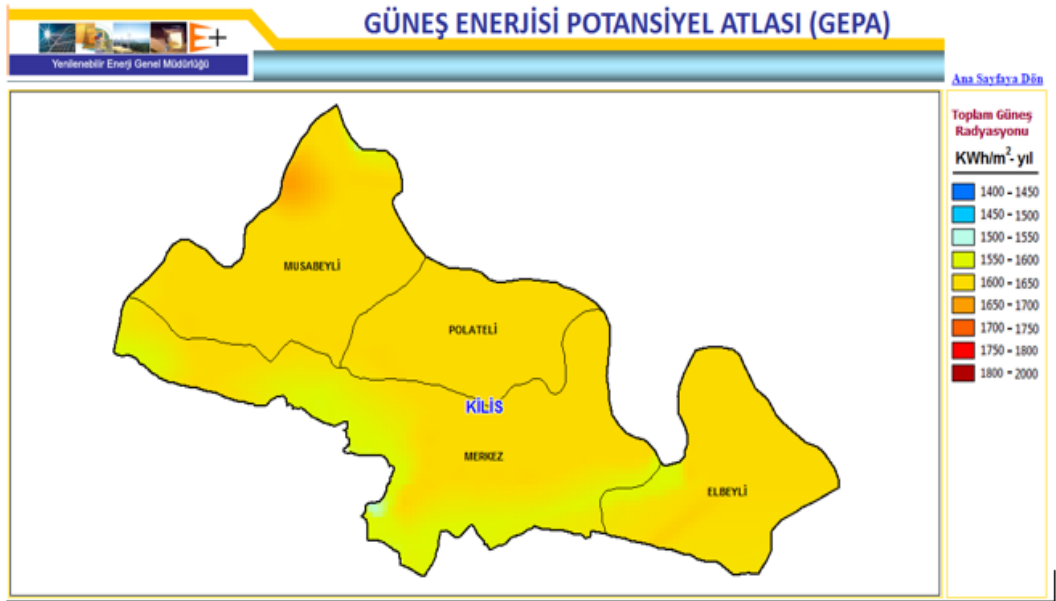 GÜNEŞ ENERJİSİ POTANSİYEL ATLASI (GEPA)
Yenilenebilir Enerji Genel Müdürlüğü
Ana Sayfaya Dön
Toplam Güneş
Radyasyonu
KWh/m²- yıl
1400 - 1450
1450 - 1500
1500 - 1550
1550 - 1600
1600 - 1650
1650 - 1700
1700 - 1750
1750 - 1800
1800 - 2000
MUSABEYLİ
POLATELİ
KİLİS
MERKEZ
ELBEYLİ